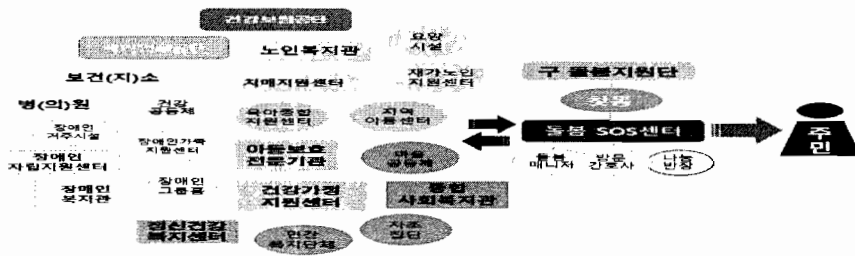 건강보험공단
노인복지관
요양
시설
보건(지)소
치매지원센터
재가노인
지원센터
구 돌봄지원단
병(의)원
건강
공동체
육아종합
지원센터
지역
아동센터
돌봄 SOS센터
주
민
장애인
거주시설
장애인가족
지원센터
아동보호
전문기관
마을
공동체
돌봄
매니저
방문
간호사
나눔
반장
장애인
자립지원센터
장애인
복지관
장애인
그룹홈
건강가정
지원센터
종합
사회복지관
정신건강
복지센터
민간
복지단체
자조
집단